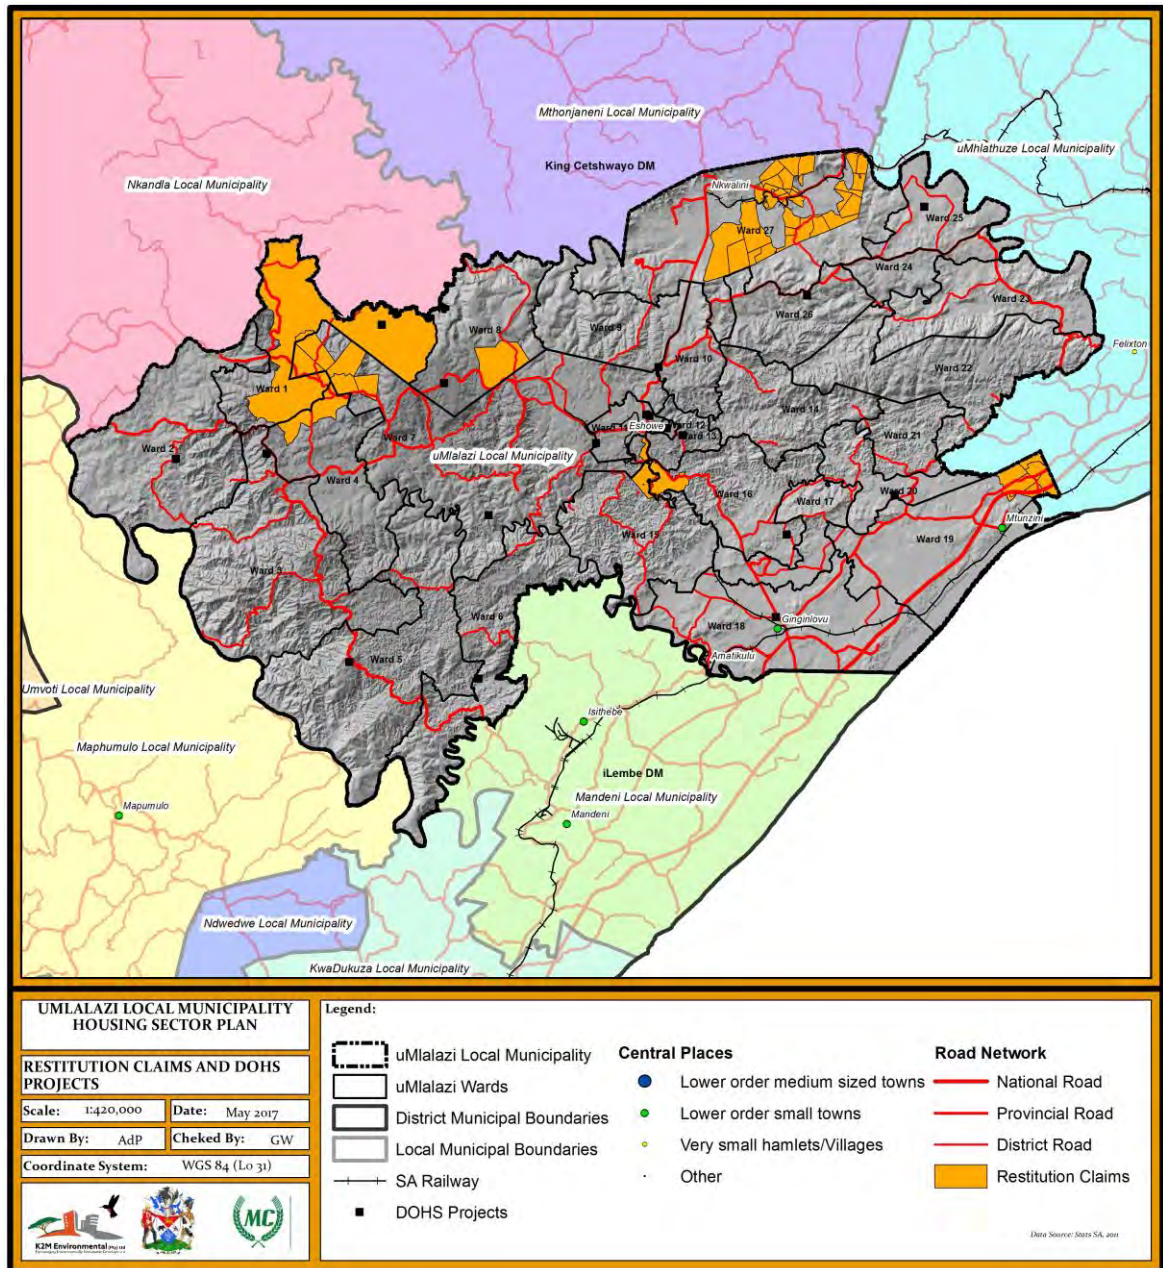 Mthonjaneni Local Municipality
uMhlathuze Local Municipality
King Cetshwayo DM
Nkandla Local Municipality
Nkwalini
Ward 25
Ward 27
Ward 24
Ward 23
Ward 26
Ward 8
Ward 9
Felixton
Ward 10
Ward 22
Ward 1
Ward 14
Eshowe
Ward 12
Ward 13
Ward 7
Ward 21
Ward 2
uMlalazi Local Municipality
Ward 4
Ward 16
Ward 20
Ward 17
Mtunzini
Ward 15
Ward 19
Ward 3
Ward 6
Ward 18
Gingindlovu
Amatikulu
Ward 5
Umvoti Local Municipality
Isithebe
Maphumulo Local Municipality
iLembe DM
Mandeni Local Municipality
Mapumulo
Mandeni
Ndwedwe Local Municipality
KwaDukuza Local Municipality
UMLALAZI LOCAL MUNICIPALITY
HOUSING SECTOR PLAN
RESTITUTION CLAIMS AND DOHS
PROJECTS
Scale: 1:420,000 Date: May 2017
Drawn By: AdP Cheked By: GW
Coordinate System: WGS 84 (Lo 31)
K2M Environmental (Pty) Ltd
MC
Legend:
uMlalazi Local Municipality
uMlalazi Wards
District Municipal Boundaries
Local Municipal Boundaries
SA Railway
DOHS Projects
Central Places
Lower order medium sized towns
Lower order small towns
Very small hamlets/Villages
Other
Road Network
National Road
Provincial Road
District Road
Restitution Claims
Data Source: Stats SA, 2011